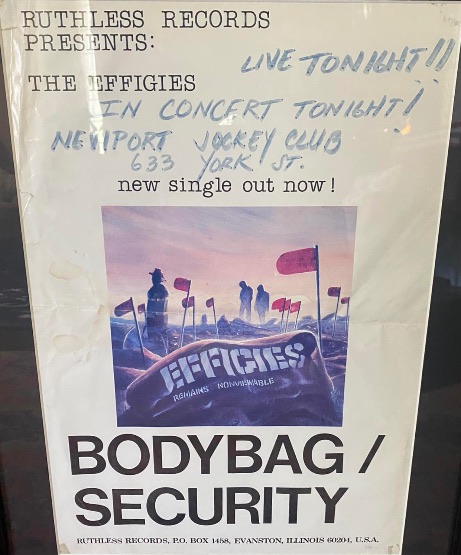 RUTHLESS RECORDS
PRESENTS:
LIVE TONIGHT!!
THE EFFIGIES
IN CONCERT TONIGHT!
NEWPORT JOCKEY CLUB
633 YORK ST.
new single out now!
EFFIGIES
REMAINS NONVIEWABLE
BODYBAG /
SECURITY
RUTHLESS RECORDS, P.O. BOX 1458, EVANSTON, ILLINOIS 60204, U.S.A.